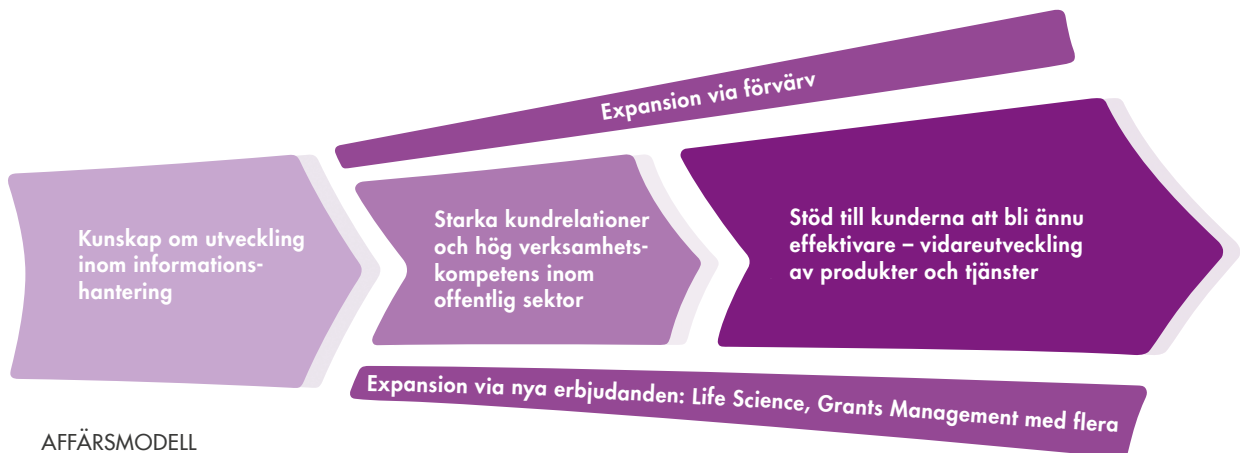 Expansion via förvärv
Kunskap om utveckling
inom informations-
hantering
Starka kundrelationer
och hög verksamhets-
kompetens inom
offentlig sektor
Stöd till kunderna att bli ännu
effektivare – vidareutveckling
av produkter och tjänster
Expansion via nya erbjudanden: Life Science, Grants Management med flera
AFFÄRSMODELL